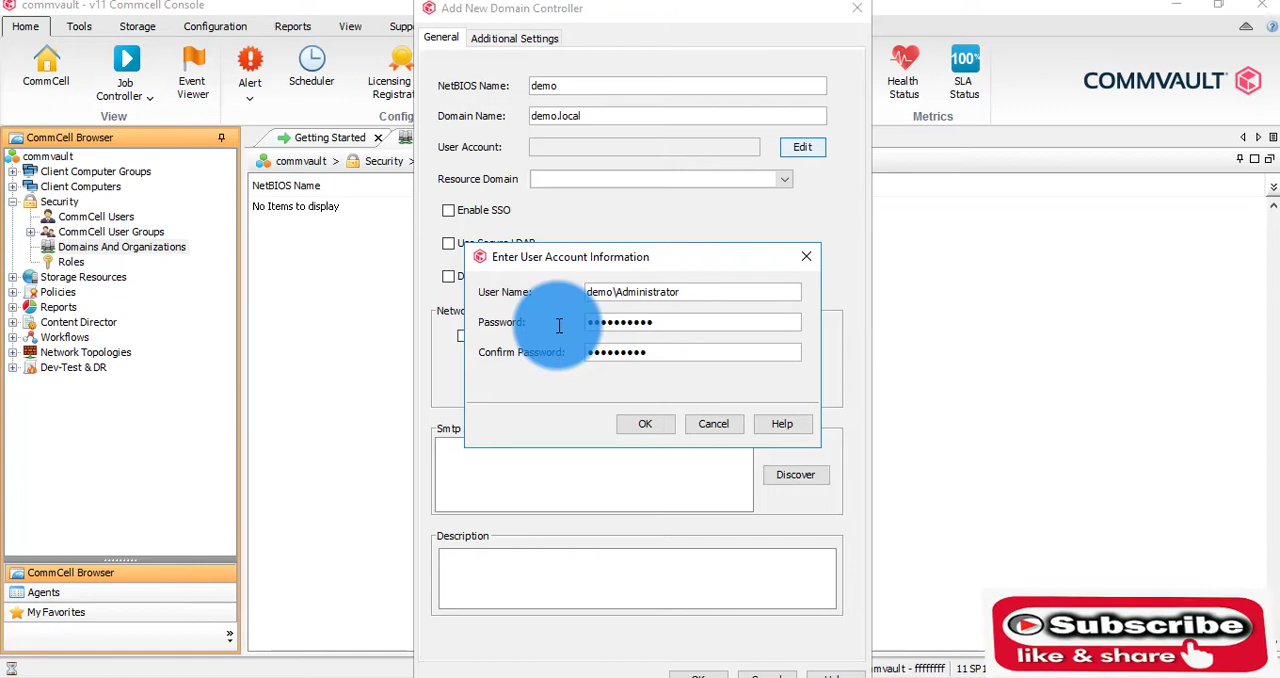 commvault - v11 Commcell Console
Add New Domain Controller
Home Tools Storage Configuration Reports View
General Additional Settings
CommCell
Job Controller
Event Viewer
Alert
Scheduler
Health Status
SLA Status
100%
COMMVAULT
View
Metrics
NetBIOS Name: demo
Domain Name: demo.local
User Account: Edit
Resource Domain
Enable SSO
CommCell Browser
commvault
Client Computer Groups
Client Computers
Security
CommCell Users
CommCell User Groups
Domains And Organizations
Roles
Storage Resources
Policies
Reports
Content Director
Workflows
Network Topologies
Dev-Test & DR
CommCell Browser
Agents
My Favorites
Getting Started
commvault > Security >
NetBIOS Name
No Items to display
Enter User Account Information
User Name: demo\Administrator
Password: ••••••••••
Confirm Password: •••••••••
OK Cancel Help
Smtp
Discover
Description
Subscribe
like & share
11 SP1